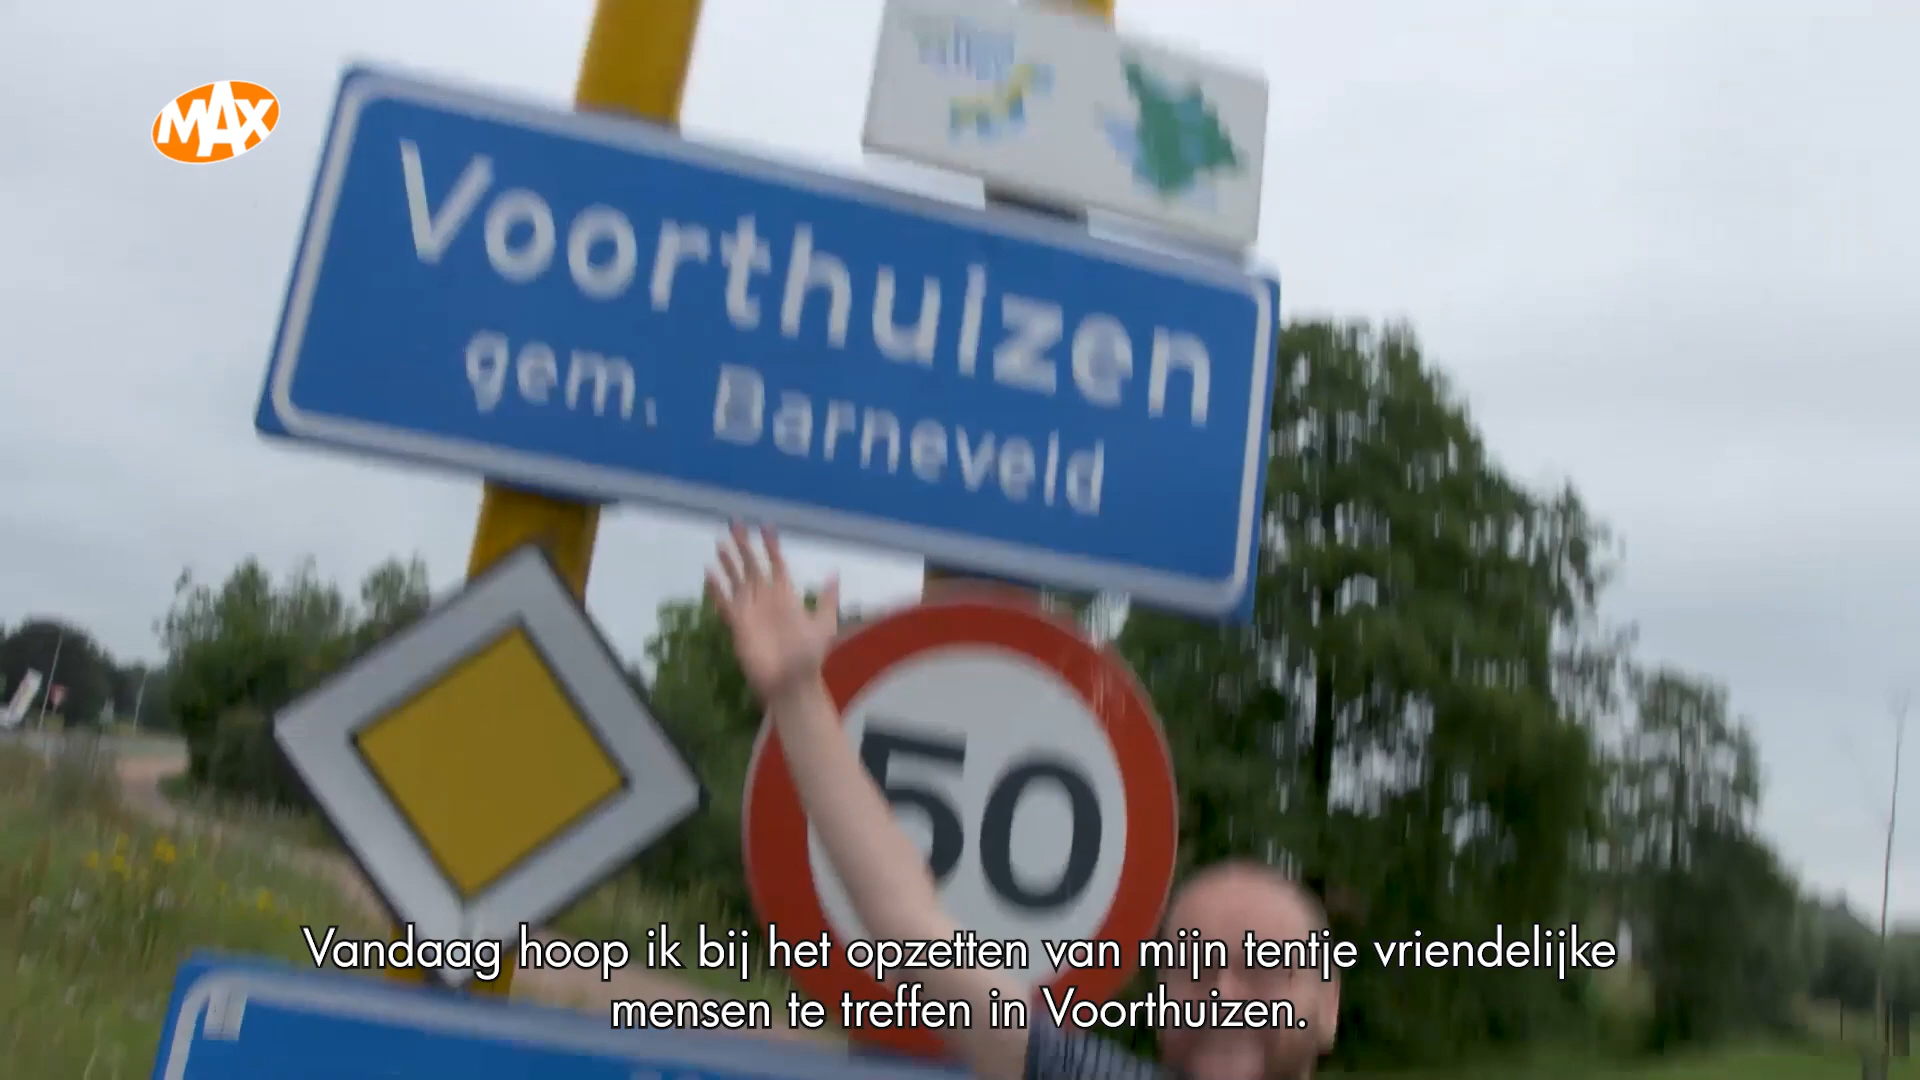 MAX
Voorthuizen
gem. Barneveld
50
Vandaag hoop ik bij het opzetten van mijn tentje vriendelijke
mensen te treffen in Voorthuizen.